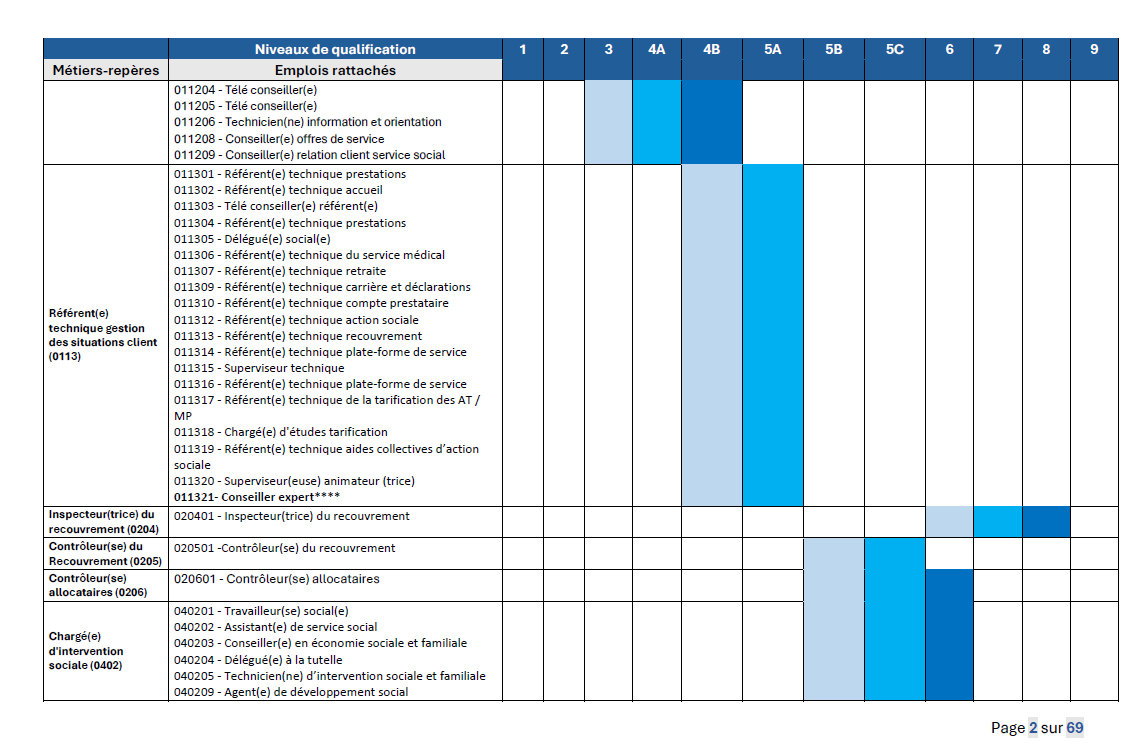 Niveaux de qualification 1 2 3 4A 4B 5A 5B 5C 6 7 8 9
Métiers-repères Emplois rattachés
011204 - Télé conseiller(e)
011205 - Télé conseiller(e)
011206 - Technicien(ne) information et orientation
011208 - Conseiller(e) offres de service
011209 - Conseiller(e) relation client service social
Référent(e)
technique gestion
des situations client
(0113)
011301 - Référent(e) technique prestations
011302 - Référent(e) technique accueil
011303 - Télé conseiller(e) référent(e)
011304 - Référent(e) technique prestations
011305 - Délégué(e) social(e)
011306 - Référent(e) technique du service médical
011307 - Référent(e) technique retraite
011309 - Référent(e) technique carrière et déclarations
011310 - Référent(e) technique compte prestataire
011312 - Référent(e) technique action sociale
011313 - Référent(e) technique recouvrement
011314 - Référent(e) technique plate-forme de service
011315 - Superviseur technique
011316 - Référent(e) technique plate-forme de service
011317 - Référent(e) technique de la tarification des AT /
MP
011318 - Chargé(e) d'études tarification
011319 - Référent(e) technique aides collectives d’action
sociale
011320 - Superviseur(euse) animateur (trice)
011321- Conseiller expert****
Inspecteur(trice) du
recouvrement (0204)
020401 - Inspecteur(trice) du recouvrement
Contrôleur(se) du
Recouvrement (0205)
020501 -Contrôleur(se) du recouvrement
Contrôleur(se)
allocataires (0206)
020601 - Contrôleur(se) allocataires
Chargé(e)
d'intervention
sociale (0402)
040201 - Travailleur(se) social(e)
040202 - Assistant(e) de service social
040203 - Conseiller(e) en économie sociale et familiale
040204 - Délégué(e) à la tutelle
040205 - Technicien(ne) d’intervention sociale et familiale
040209 - Agent(e) de développement social
Page 2 sur 69